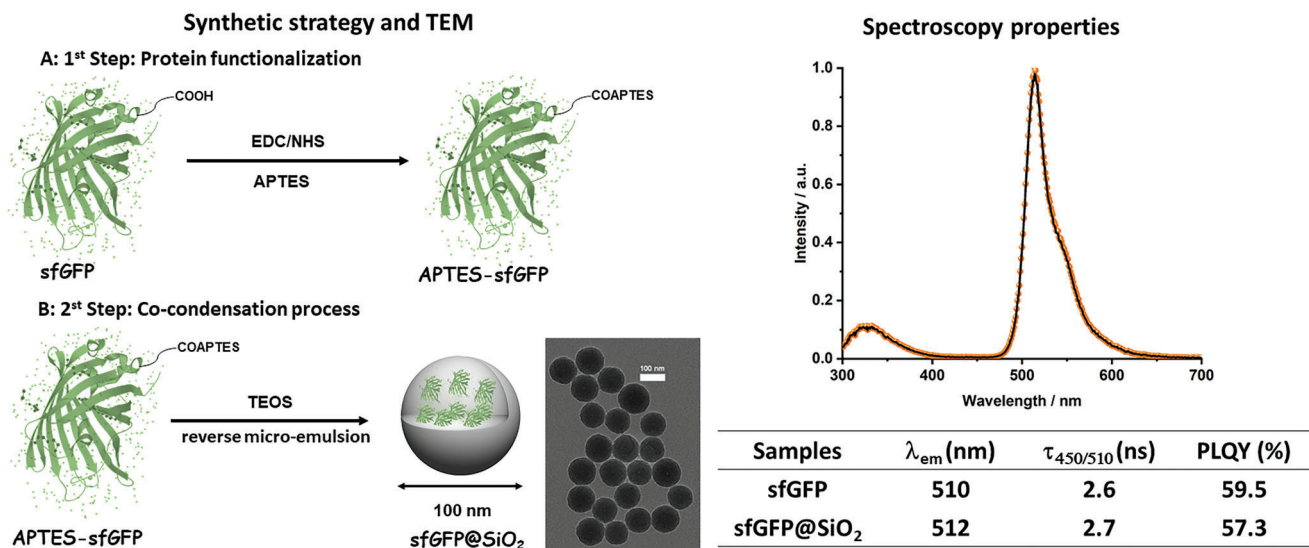 Synthetic strategy and TEM
A: 1st Step: Protein functionalization
COOH
EDC/NHS
APTES
sfGFP
COAPTES
APTES-sfGFP
B: 2st Step: Co-condensation process
COAPTES
TEOS
reverse micro-emulsion
APTES-sfGFP
100 nm
sfGFP@SiO2
100 nm
Spectroscopy properties
Intensity / a.u.
1.0
0.8
0.6
0.4
0.2
0.0
300 400 500 600 700
Wavelength / nm
Samples λem (nm) τ450/510 (ns) PLQY (%)
sfGFP 510 2.6 59.5
sfGFP@SiO2 512 2.7 57.3